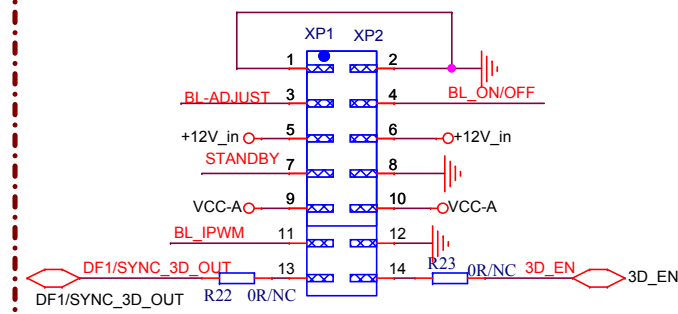 XP1 XP2
1 2
BL-ADJUST 3 4 BL_ON/OFF
+12V_in 5 6 +12V_in
STANDBY 7 8
VCC-A 9 10 VCC-A
BL_IPWM 11 12
DF1/SYNC_3D_OUT 13 14 R23 0R/NC 3D_EN 3D_EN
DF1/SYNC_3D_OUT R22 0R/NC